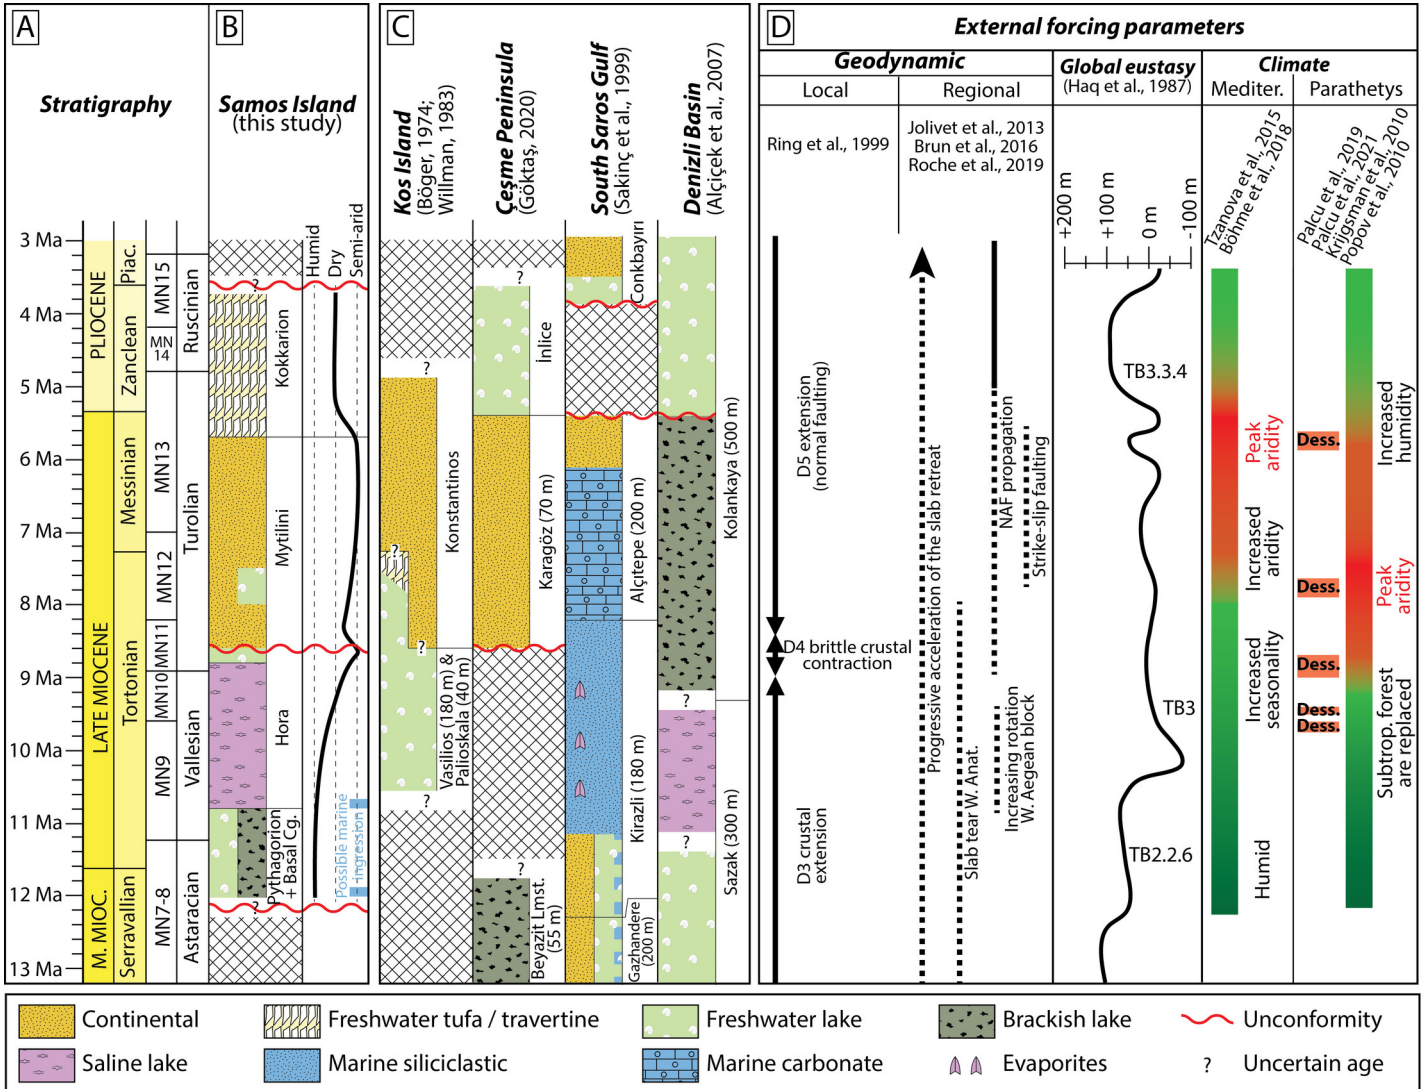 A
Stratigraphy
B
Samos Island
(this study)
C
Kos Island
(Böger, 1974;
Willman, 1983)
Çeşme Peninsula
(Göktaş, 2020)
South Saros Gulf
(Sakinç et al., 1999)
Denizli Basin
(Alçiçek et al., 2007)
D
External forcing parameters
Geodynamic
Local
Regional
Ring et al., 1999
Jolivet et al., 2013
Brun et al., 2016
Roche et al., 2019
Global eustasy
(Haq et al., 1987)
Climate
Mediter.
Parathetys
Tzanova et al., 2015
Böhme et al., 2018
Palcu et al., 2019
Palcu et al., 2021
Krijgsman et al., 2010
Popov et al., 2010
+200 m
+100 m
0 m
-100 m
3 Ma
4 Ma
5 Ma
6 Ma
7 Ma
8 Ma
9 Ma
10 Ma
11 Ma
12 Ma
13 Ma
PLIOCENE
LATE MIOCENE
M. MIOC.
Piac.
Zanclean
Messinian
Tortonian
Serravallian
MN15
MN
14
MN13
MN12
MN11
MN10
MN9
MN7-8
Ruscinian
Turolian
Vallesian
Astaracian
Humid
Dry
Semi-arid
?
Kokkarion
Mytilini
Hora
Pythagorion
+ Basal Cg.
?
Possible marine
ingression
?
Konstantinos
?
?
Vasilios (180 m) &
Palioskala (40 m)
?
?
İnlice
Karagöz (70 m)
?
Beyazit Lmst.
(55 m)
Conkbayırı
Alçıtepe (200 m)
Kirazli (180 m)
Gazhandere
(200 m)
Kolankaya (500 m)
?
?
Sazak (300 m)
D5 extension
(normal faulting)
D4 brittle crustal
contraction
D3 crustal
extension
Progressive acceleration of the slab retreat
Slab tear W. Anat.
NAF propagation
Strike-slip faulting
Increasing rotation
W. Aegean block
TB3.3.4
TB3
TB2.2.6
Peak
aridity
Increased
aridity
Increased
seasonality
Humid
Dess.
Dess.
Dess.
Dess.
Dess.
Increased
humidity
Peak
aridity
Subtrop. forest
are replaced
Continental
Freshwater tufa / travertine
Freshwater lake
Brackish lake
Unconformity
Saline lake
Marine siliciclastic
Marine carbonate
Evaporites
? Uncertain age